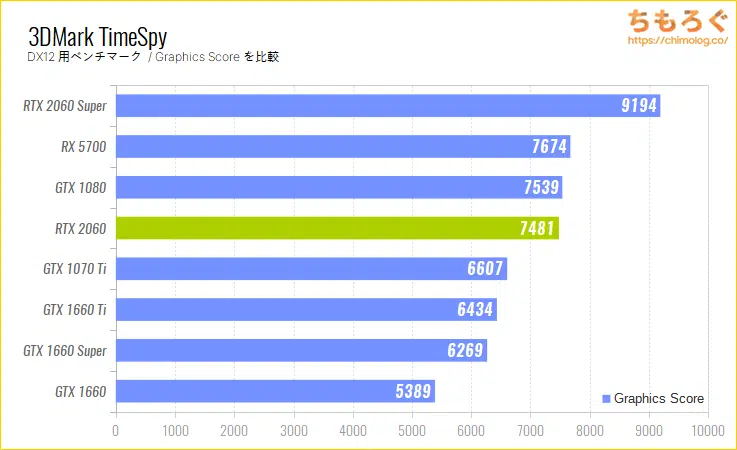 3DMark TimeSpy
DX12 用ベンチマーク / Graphics Score を比較
ちもろぐ
https://chimolog.co/
RTX 2060 Super 9194
RX 5700 7674
GTX 1080 7539
RTX 2060 7481
GTX 1070 Ti 6607
GTX 1660 Ti 6434
GTX 1660 Super 6269
GTX 1660 5389
Graphics Score
0 1000 2000 3000 4000 5000 6000 7000 8000 9000 10000